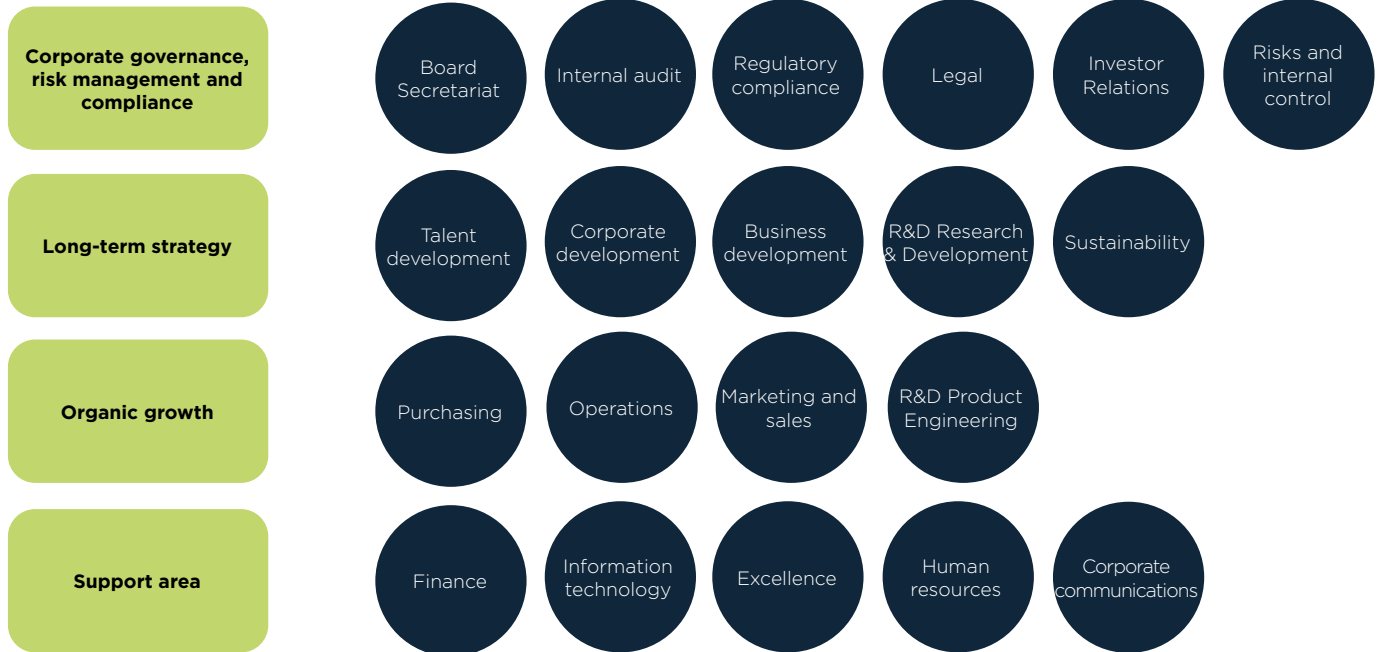 Corporate governance,
risk management and
compliance
Board
Secretariat
Internal audit
Regulatory
compliance
Legal
Investor
Relations
Risks and
internal
control
Long-term strategy
Talent
development
Corporate
development
Business
development
R&D Research
& Development
Sustainability
Organic growth
Purchasing
Operations
Marketing and
sales
R&D Product
Engineering
Support area
Finance
Information
technology
Excellence
Human
resources
Corporate
communications